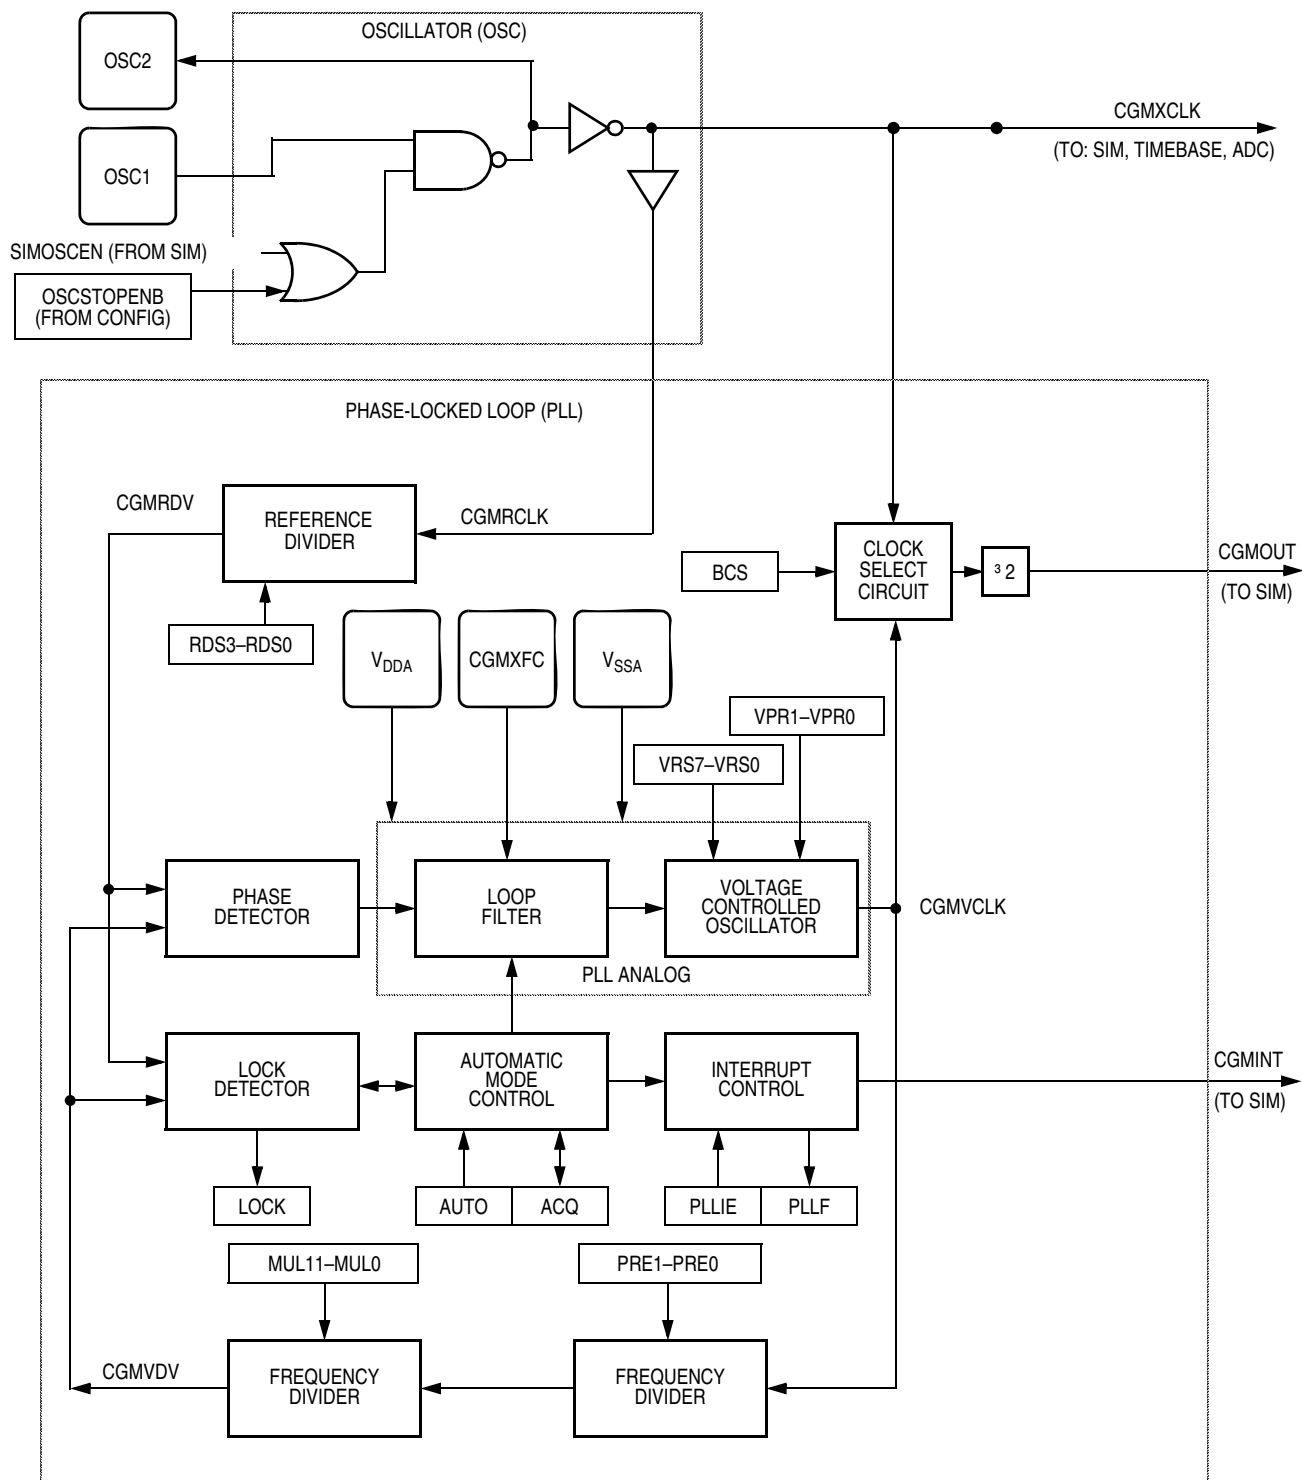 OSCILLATOR (OSC)
OSC2
CGMXCLK
(TO: SIM, TIMEBASE, ADC)
OSC1
SIMOSCEN (FROM SIM)
OSCSTOPENB
(FROM CONFIG)
PHASE-LOCKED LOOP (PLL)
CGMRDV
REFERENCE
DIVIDER
CGMRCLK
BCS
CLOCK
SELECT
CIRCUIT
³ 2
CGMOUT
(TO SIM)
RDS3–RDS0
VDDA
CGMXFC
VSSA
VPR1–VPR0
VRS7–VRS0
PHASE
DETECTOR
LOOP
FILTER
VOLTAGE
CONTROLLED
OSCILLATOR
CGMVCLK
PLL ANALOG
LOCK
DETECTOR
AUTOMATIC
MODE
CONTROL
INTERRUPT
CONTROL
CGMINT
(TO SIM)
LOCK
AUTO
ACQ
PLLIE
PLLF
MUL11–MUL0
PRE1–PRE0
CGMVDV
FREQUENCY
DIVIDER
FREQUENCY
DIVIDER